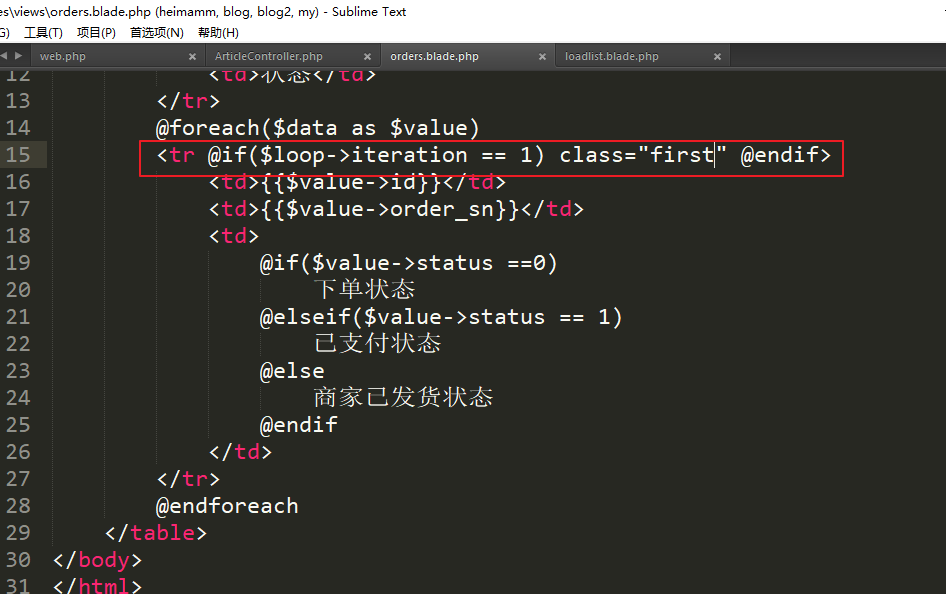 es\views\orders.blade.php (heimamm, blog, blog2, my) - Sublime Text
G) 工具(T) 项目(P) 首选项(N) 帮助(H)
web.php × ArticleController.php × orders.blade.php × loadlist.blade.php ×
12 <td>状态</td>
13 </tr>
14 @foreach($data as $value)
15 <tr @if($loop->iteration == 1) class="first" @endif>
16 <td>{{$value->id}}</td>
17 <td>{{$value->order_sn}}</td>
18 <td>
19 @if($value->status ==0)
20 下单状态
21 @elseif($value->status == 1)
22 已支付状态
23 @else
24 商家已发货状态
25 @endif
26 </td>
27 </tr>
28 @endforeach
29 </table>
30 </body>
31 </html>